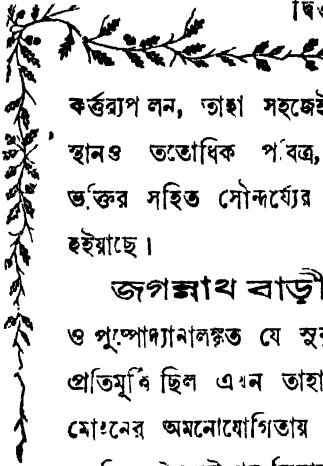 কর্ত্তব্যপ লন, তাহা সহজেই
স্থানও ততোধিক পবিত্র,
ভক্তির সহিত সৌন্দর্য্যের
হইয়াছে।
জগন্নাথ বাড়ী
ও পুষ্পোদ্যানালঙ্কৃত যে সু
প্রতিমূর্ত্তি ছিল এখন তাহা
মোহনের অমনোযোগিতায়